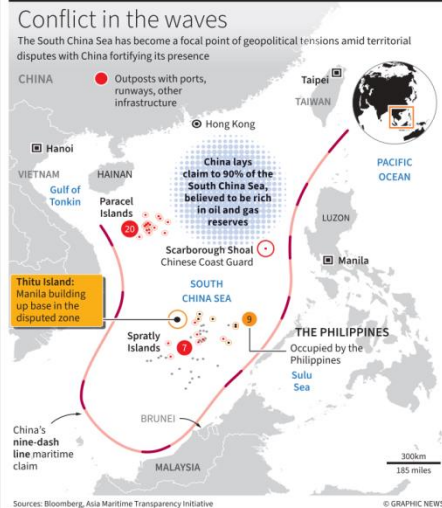 Conflict in the waves
The South China Sea has become a focal point of geopolitical tensions amid territorial
disputes with China fortifying its presence
CHINA
Outposts with ports,
runways, other
infrastructure
Taipei
TAIWAN
Hong Kong
Hanoi
VIETNAM
HAINAN
Gulf of
Tonkin
PACIFIC
OCEAN
China lays
claim to 90% of the
South China Sea,
believed to be rich
in oil and gas
reserves
Paracel
Islands
20
LUZON
Scarborough Shoal
Chinese Coast Guard
Manila
Thitu Island:
Manila building
up base in the
disputed zone
SOUTH
CHINA SEA
9
THE PHILIPPINES
Occupied by the
Philippines
Spratly
Islands
7
Sulu
Sea
China's
nine-dash
line maritime
claim
BRUNEI
MALAYSIA
300km
185 miles
Sources: Bloomberg, Asia Maritime Transparency Initiative
© GRAPHIC NEWS